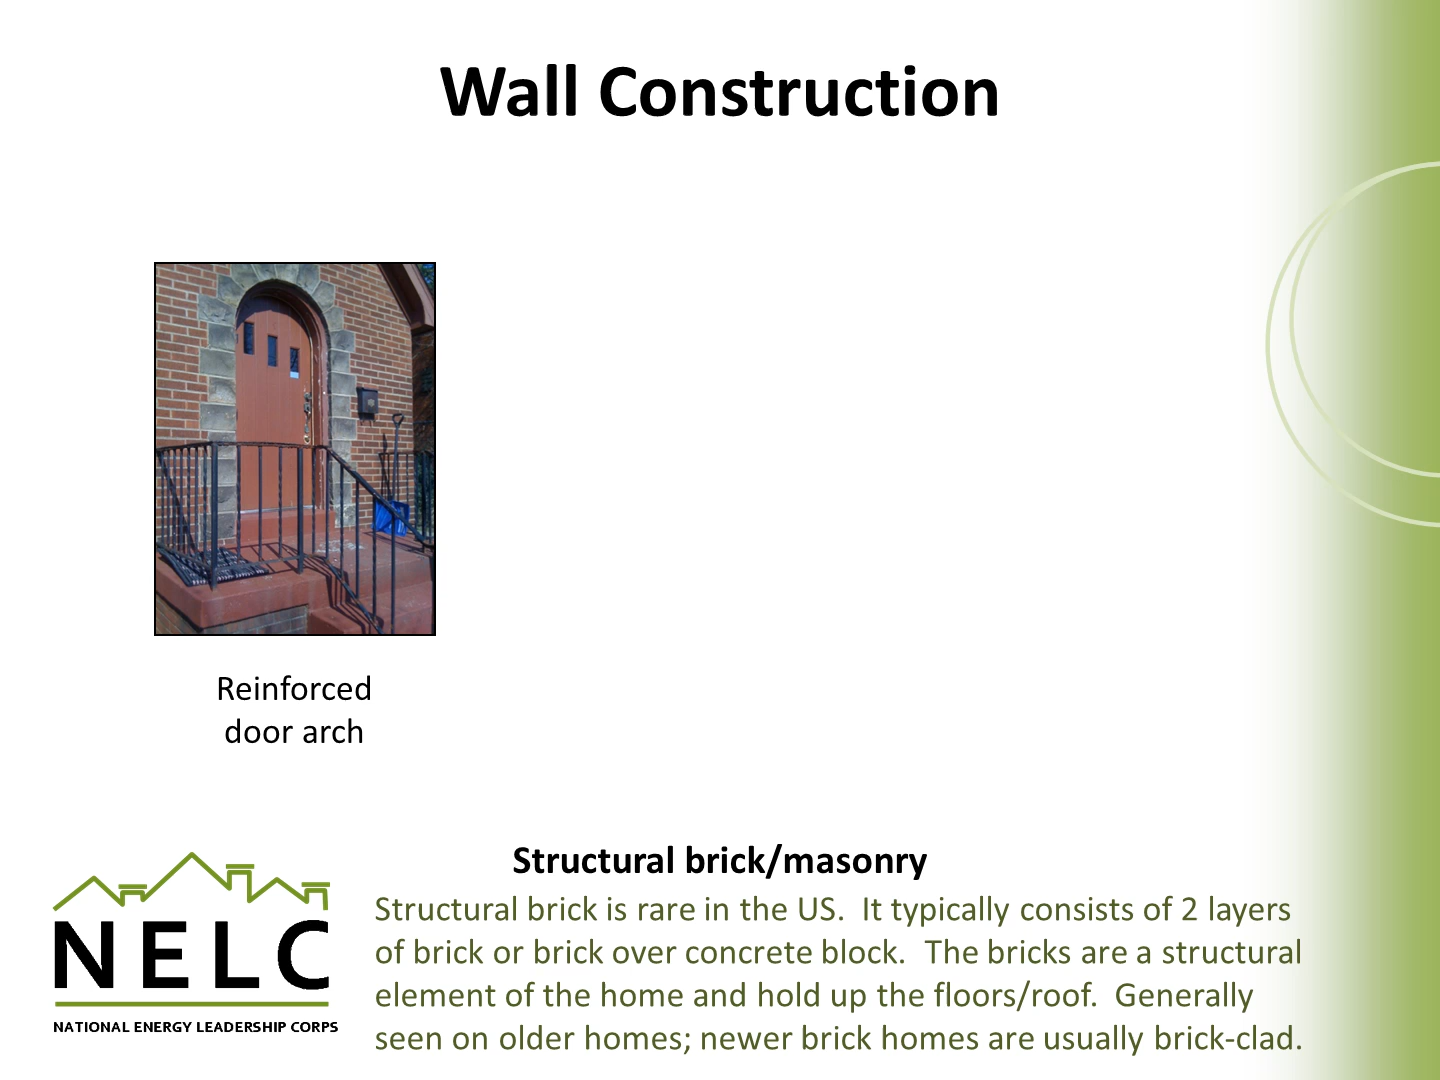 Wall Construction
Reinforced
door arch
Structural brick/masonry
Structural brick is rare in the US.  It typically consists of 2 layers
of brick or brick over concrete block.  The bricks are a structural
element of the home and hold up the floors/roof.  Generally
seen on older homes; newer brick homes are usually brick-clad.
NELC
NATIONAL ENERGY LEADERSHIP CORPS